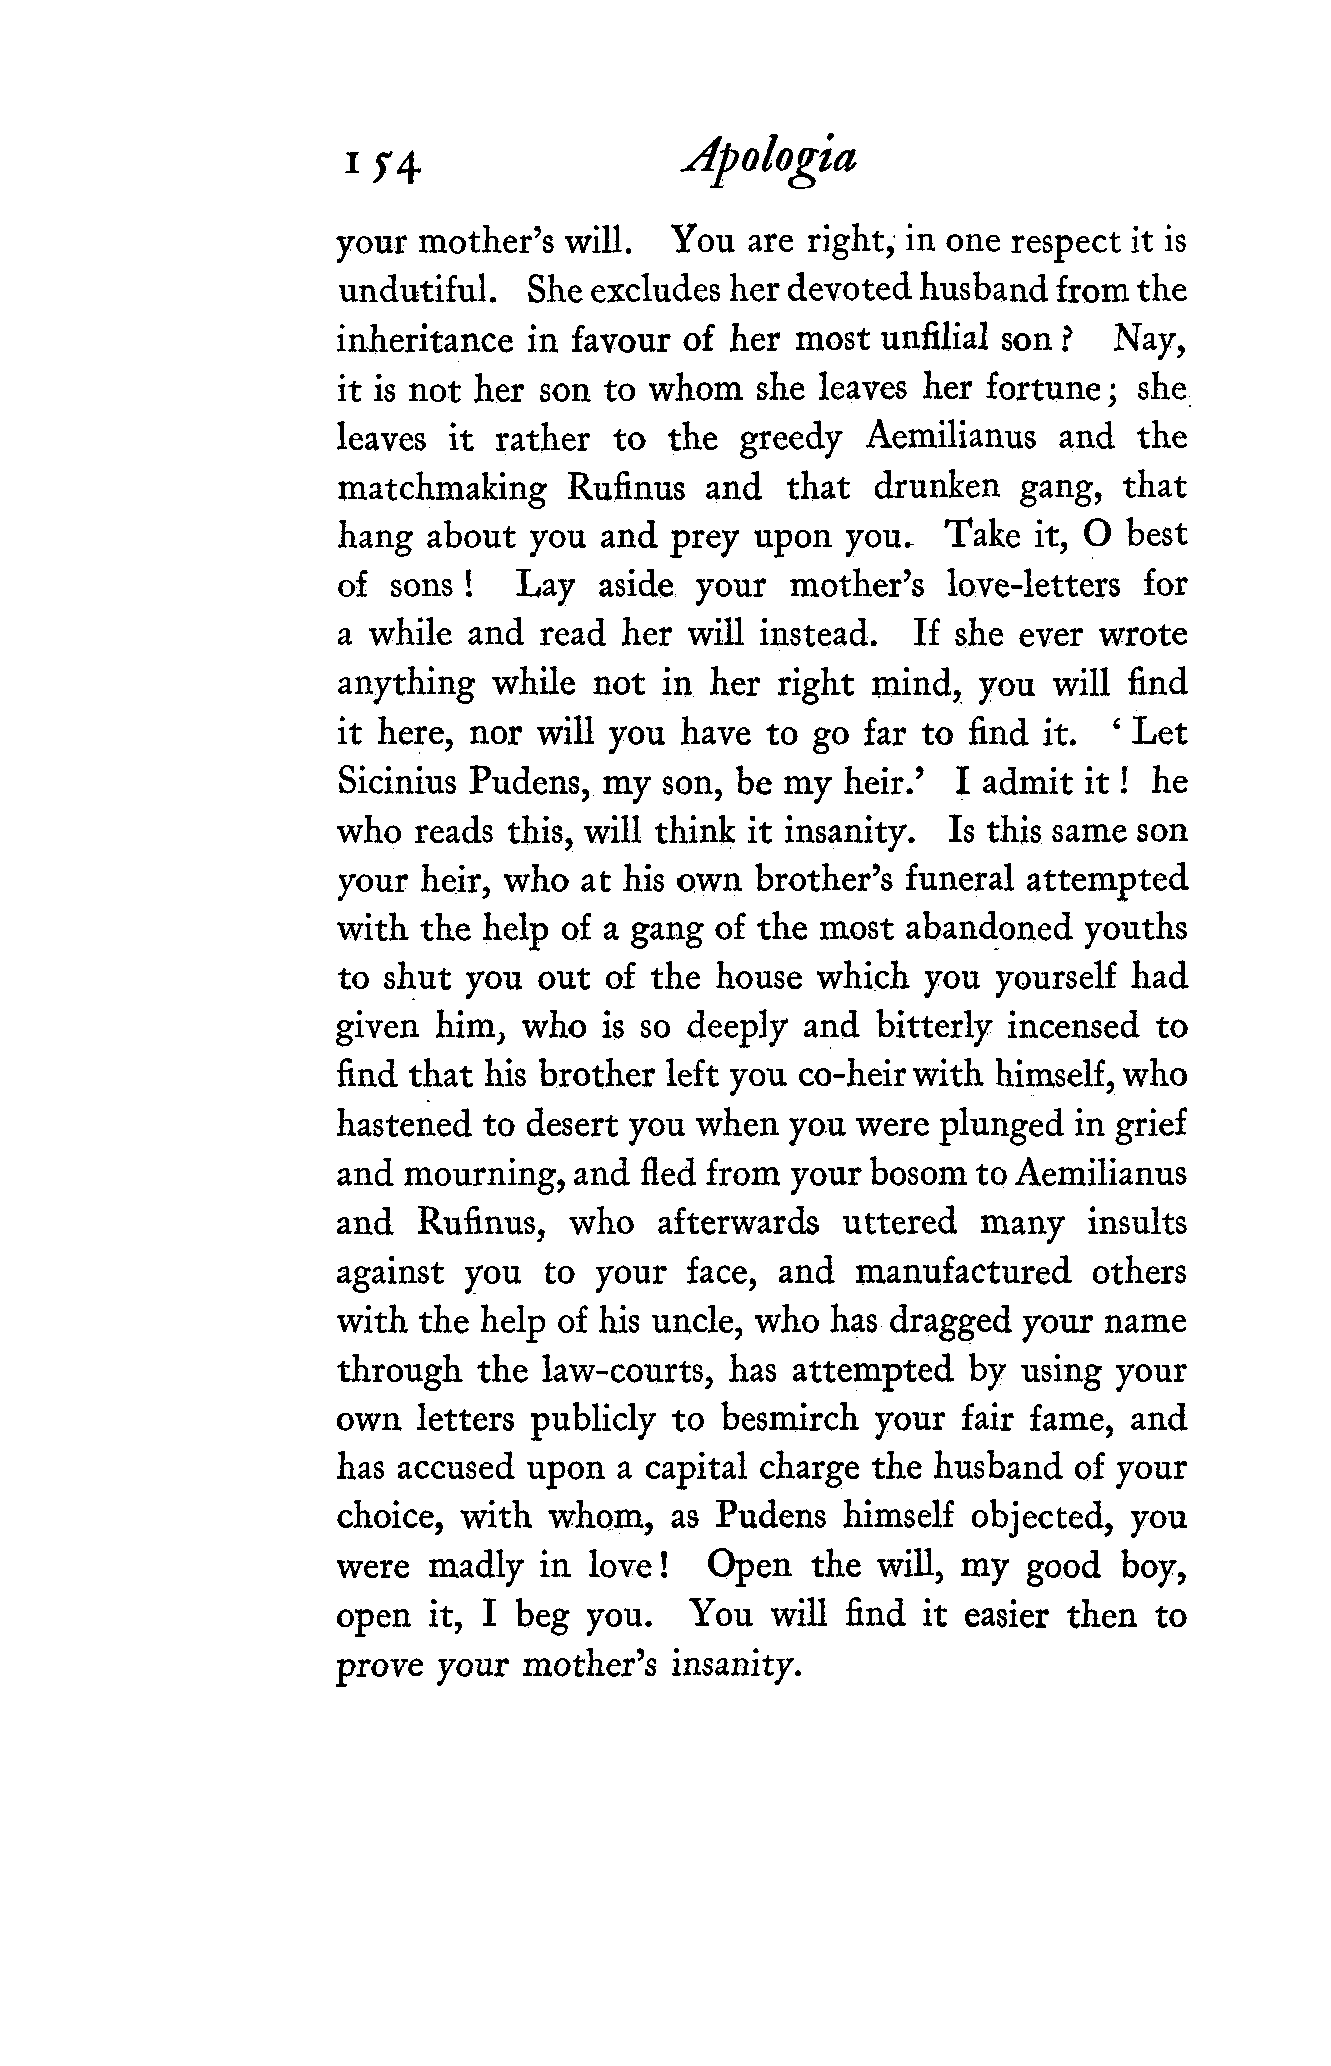 154 Apologia
your mother's will. You are right, in one respect it is
undutiful. She excludes her devoted husband from the
inheritance in favour of her most unfilial son ? Nay,
it is not her son to whom she leaves her fortune ; she
leaves it rather to the greedy Aemilianus and the
matchmaking Rufinus and that drunken gang, that
hang about you and prey upon you. Take it, O best
of sons ! Lay aside your mother's love-letters for
a while and read her will instead. If she ever wrote
anything while not in her right mind, you will find
it here, nor will you have to go far to find it. ‘ Let
Sicinius Pudens, my son, be my heir.’ I admit it ! he
who reads this, will think it insanity. Is this same son
your heir, who at his own brother's funeral attempted
with the help of a gang of the most abandoned youths
to shut you out of the house which you yourself had
given him, who is so deeply and bitterly incensed to
find that his brother left you co-heir with himself, who
hastened to desert you when you were plunged in grief
and mourning, and fled from your bosom to Aemilianus
and Rufinus, who afterwards uttered many insults
against you to your face, and manufactured others
with the help of his uncle, who has dragged your name
through the law-courts, has attempted by using your
own letters publicly to besmirch your fair fame, and
has accused upon a capital charge the husband of your
choice, with whom, as Pudens himself objected, you
were madly in love ! Open the will, my good boy,
open it, I beg you. You will find it easier then to
prove your mother's insanity.